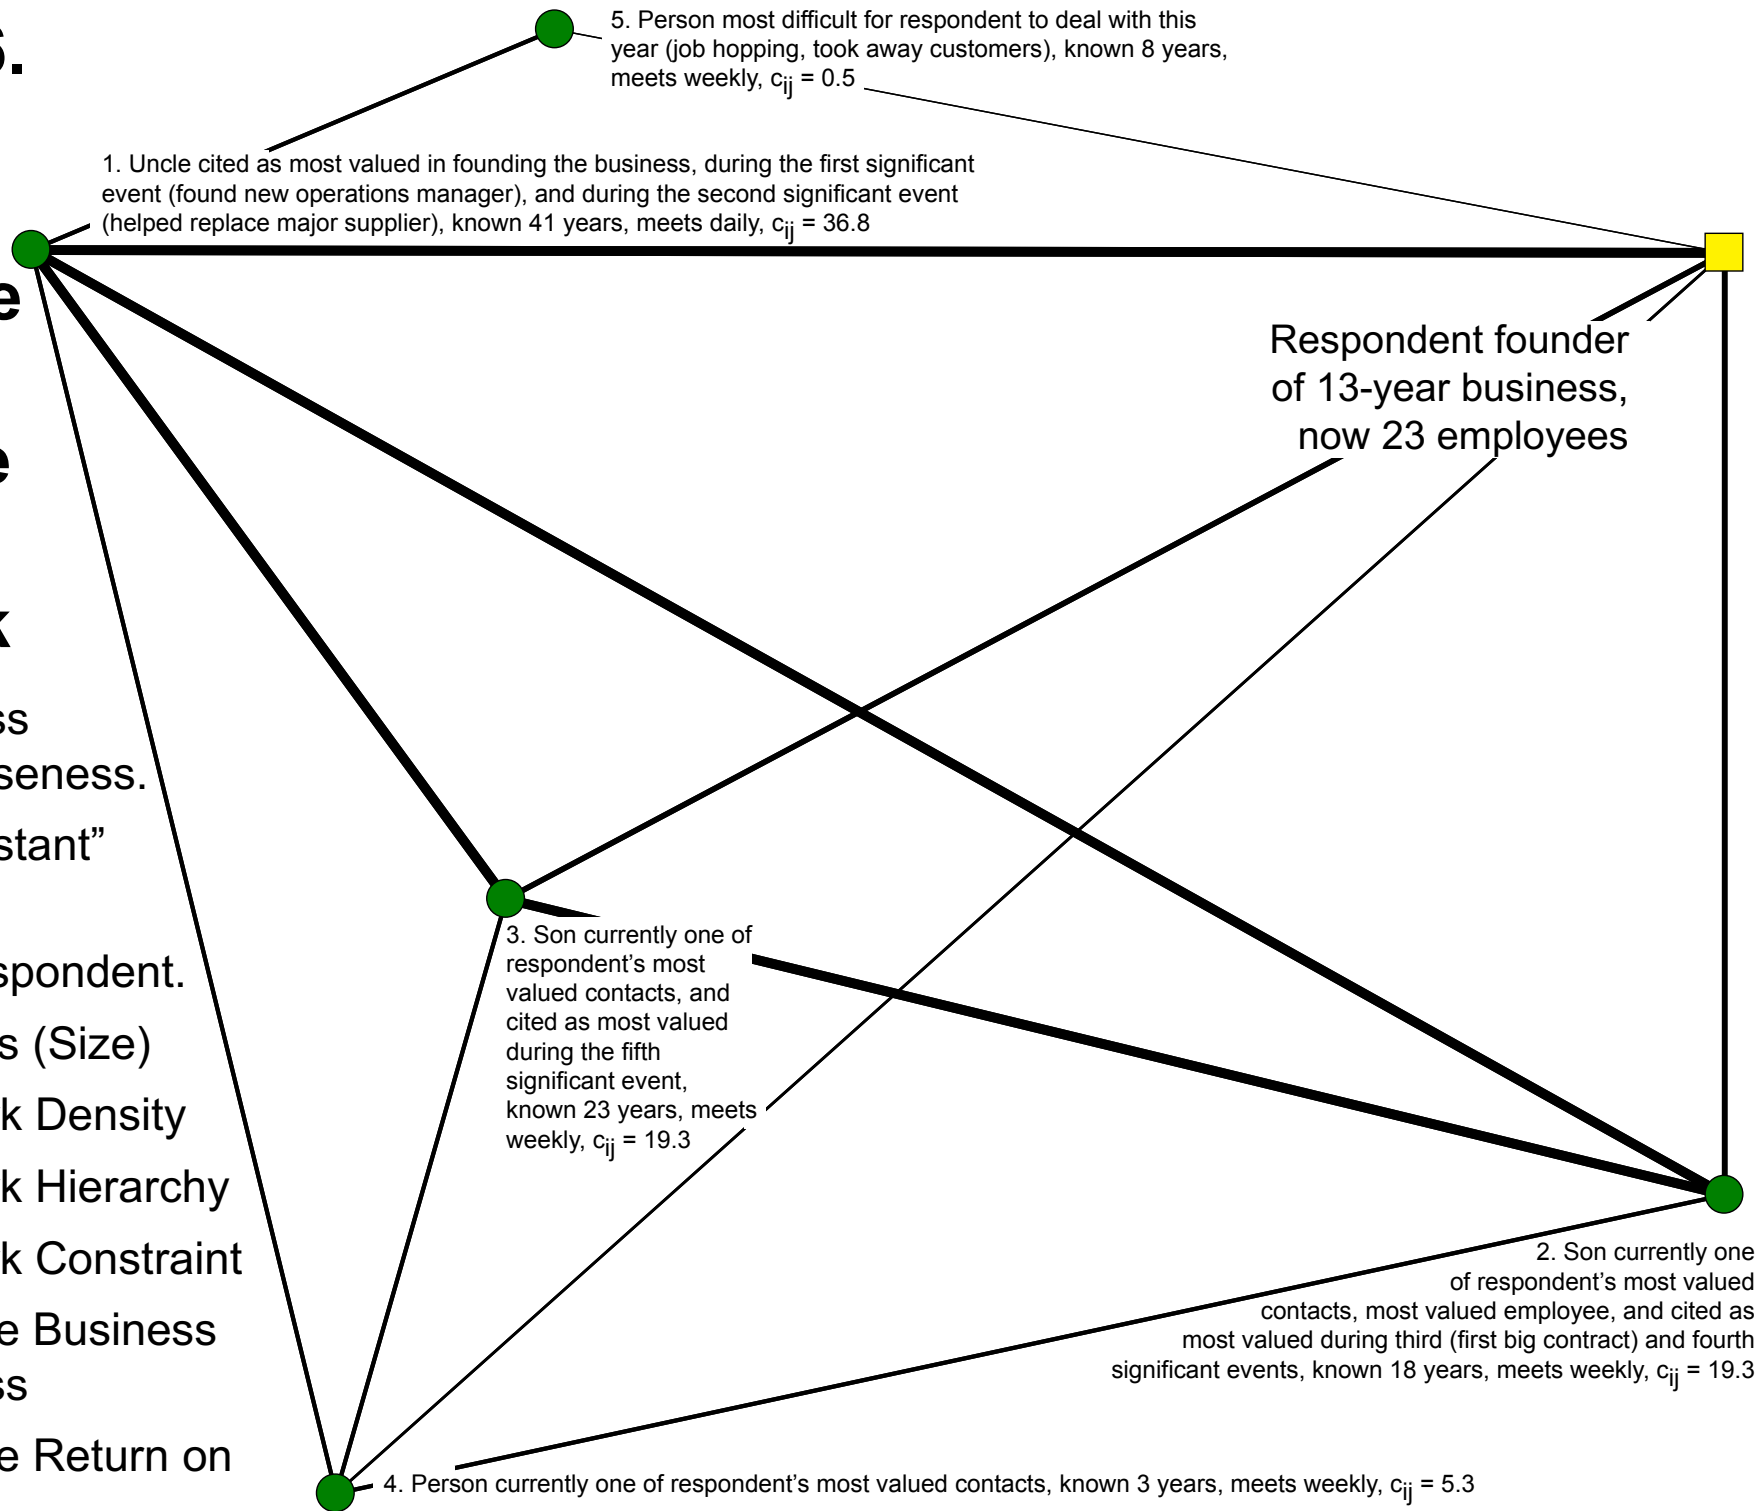 s.
5. Person most difficult for respondent to deal with this
year (job hopping, took away customers), known 8 years,
meets weekly, cij = 0.5
1. Uncle cited as most valued in founding the business, during the first significant
event (found new operations manager), and during the second significant event
(helped replace major supplier), known 41 years, meets daily, cij = 36.8
e
Respondent founder
of 13-year business,
now 23 employees
e
k
ss
seness.
stant”
spondent.
s (Size)
k Density
k Hierarchy
k Constraint
e Business
ss
e Return on
3. Son currently one of
respondent’s most
valued contacts, and
cited as most valued
during the fifth
significant event,
known 23 years, meets
weekly, cij = 19.3
2. Son currently one
of respondent’s most valued
contacts, most valued employee, and cited as
most valued during third (first big contract) and fourth
significant events, known 18 years, meets weekly, cij = 19.3
4. Person currently one of respondent’s most valued contacts, known 3 years, meets weekly, cij = 5.3